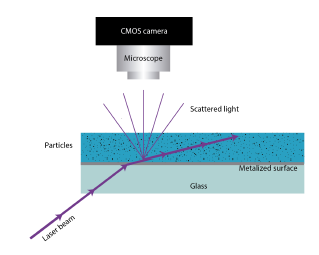 CMOS camera
Microscope
Scattered light
Particles
Metalized surface
Glass
Laser beam